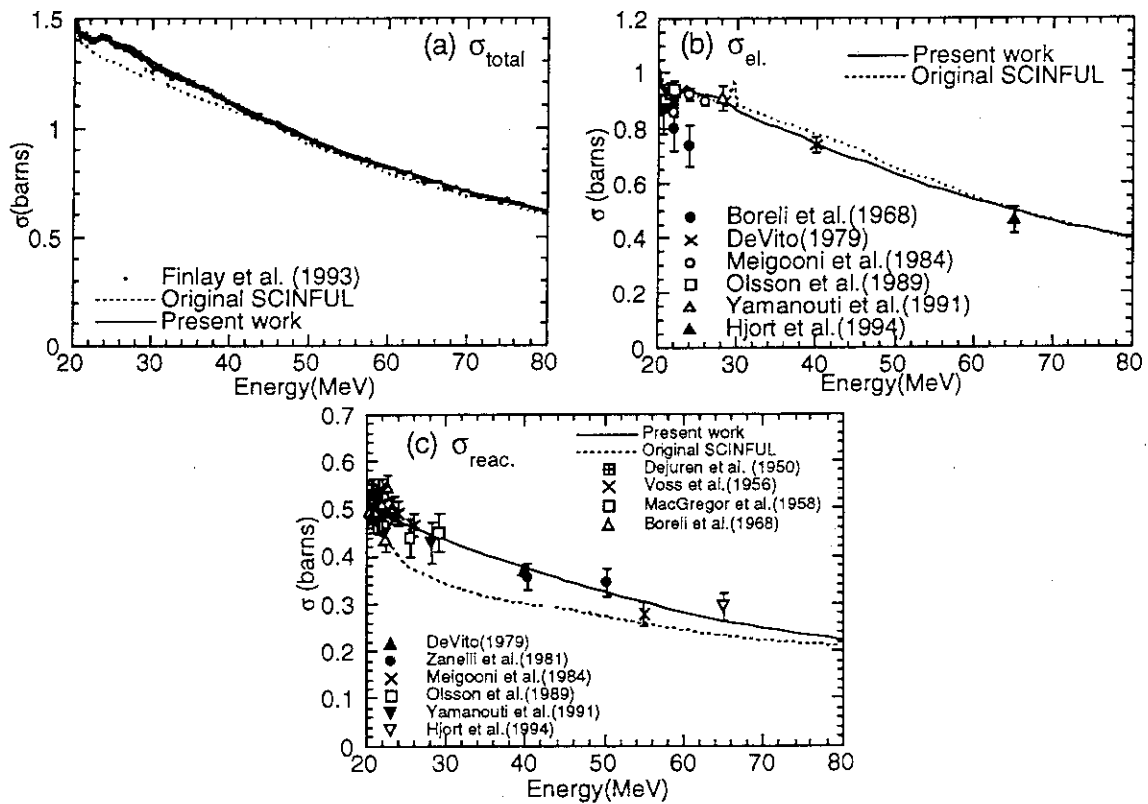 1.5
1
0.5
0
σ(barns)
(a) σtotal
Finlay et al. (1993)
Original SCINFUL
Present work
20 30 40 50 60 70 80
Energy(MeV)
1.2
1
0.8
0.6
0.4
0.2
0
σ (barns)
(b) σel.
Present work
Original SCINFUL
Boreli et al.(1968)
DeVito(1979)
Meigooni et al.(1984)
Olsson et al.(1989)
Yamanouti et al.(1991)
Hjort et al.(1994)
20 30 40 50 60 70 80
Energy(MeV)
0.7
0.6
0.5
0.4
0.3
0.2
0.1
0
σ (barns)
(c) σreac.
Present work
Original SCINFUL
Dejuren et al. (1950)
Voss et al.(1956)
MacGregor et al.(1958)
Boreli et al.(1968)
DeVito(1979)
Zanelli et al.(1981)
Meigooni et al.(1984)
Olsson et al.(1989)
Yamanouti et al.(1991)
Hjort et al.(1994)
20 30 40 50 60 70 80
Energy(MeV)